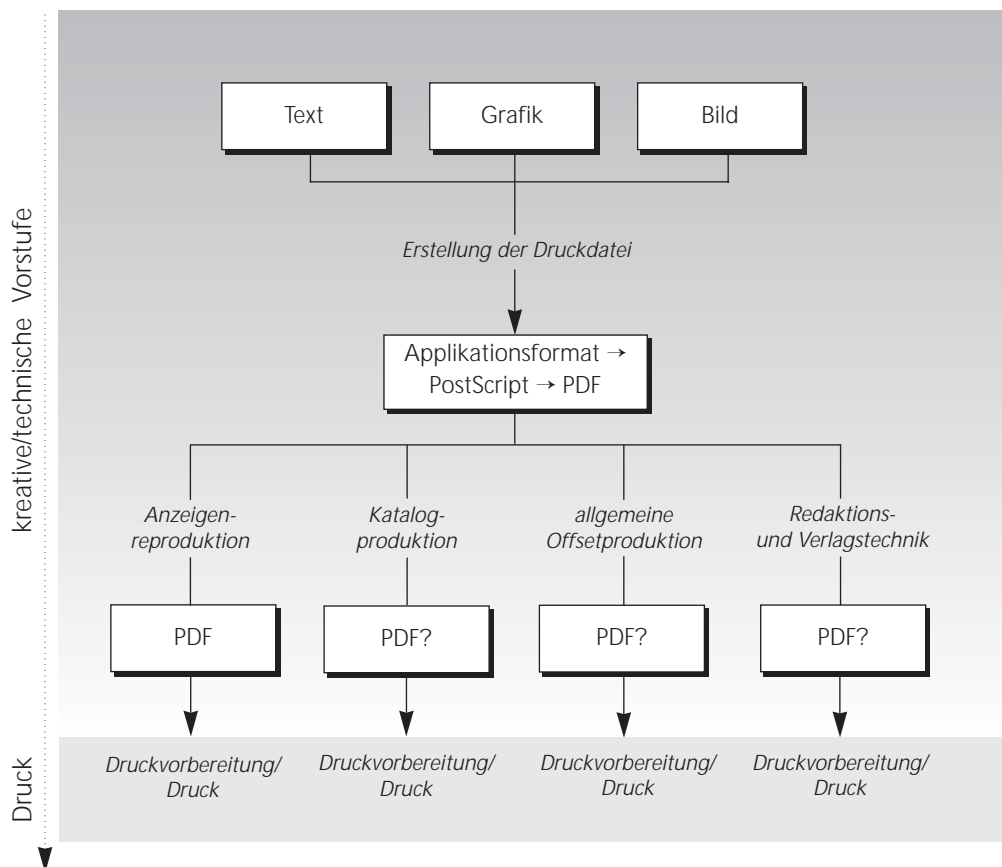 Text
Grafik
Bild
Erstellung der Druckdatei
Applikationsformat →
PostScript → PDF
Anzeigen-
reproduktion
Katalog-
produktion
allgemeine
Offsetproduktion
Redaktions-
und Verlagstechnik
PDF
PDF?
PDF?
PDF?
Druckvorbereitung/
Druck
Druckvorbereitung/
Druck
Druckvorbereitung/
Druck
Druckvorbereitung/
Druck
kreative/technische Vorstufe
Druck